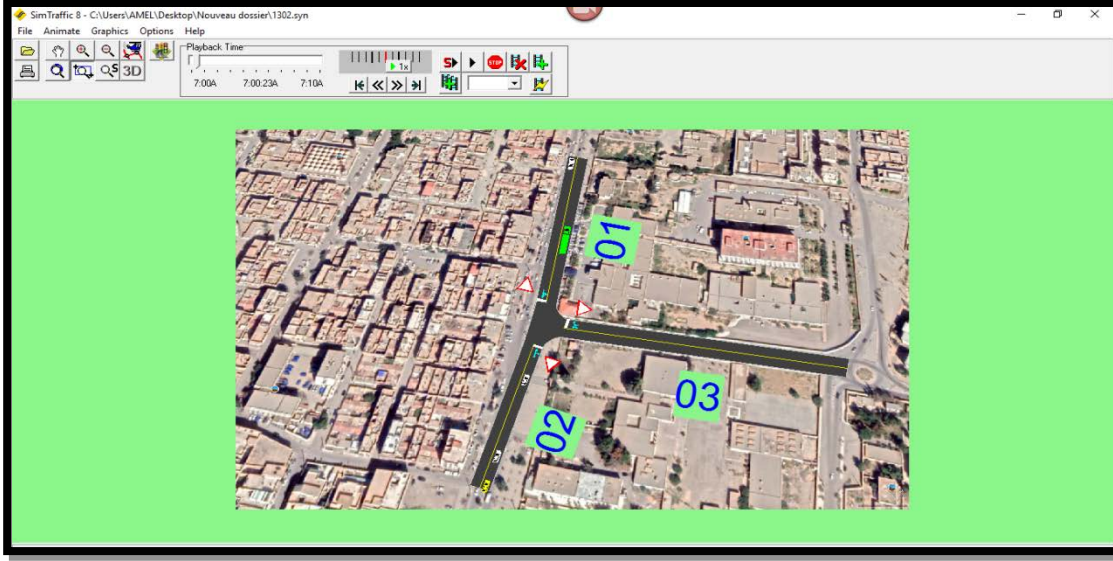 SimTraffic 8 - C:\Users\AMEL\Desktop\Nouveau dossier\1302.syn
File Animate Graphics Options Help
Playback Time
1x
S
STOP
S 3D
7:00A 7:00:23A 7:10A
01
03
02